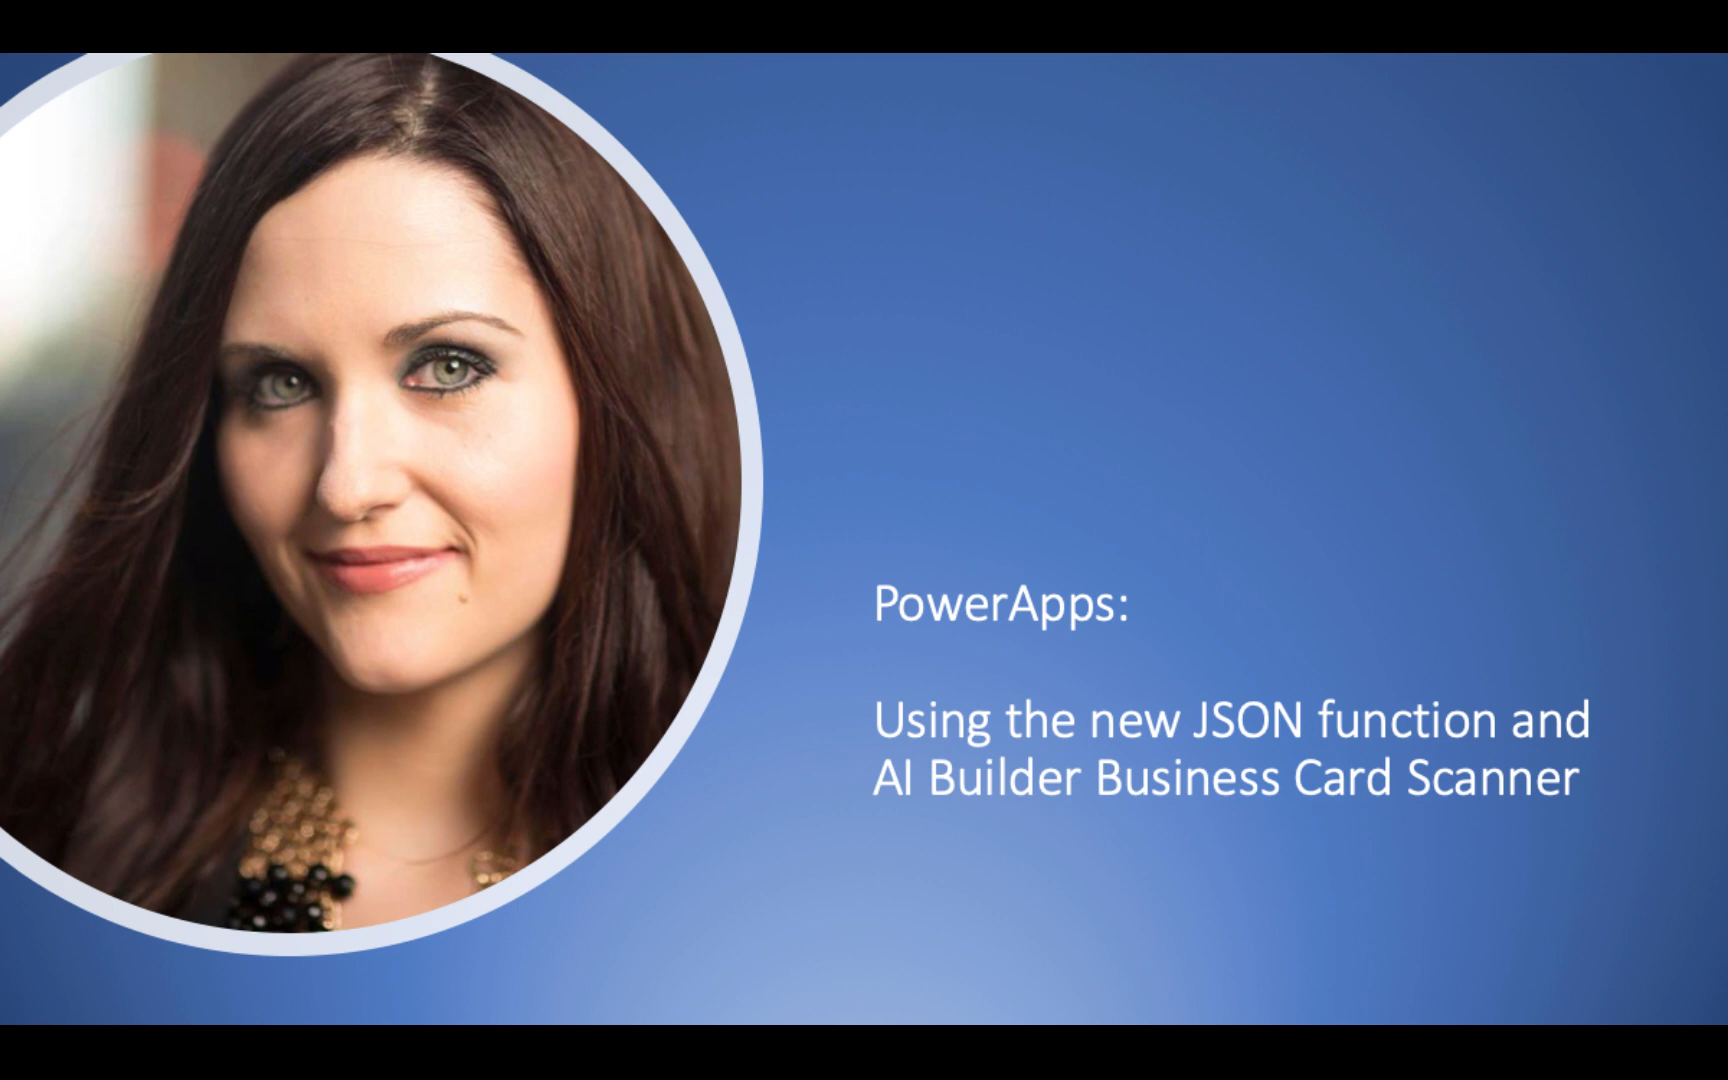 PowerApps:
Using the new JSON function and
AI Builder Business Card Scanner